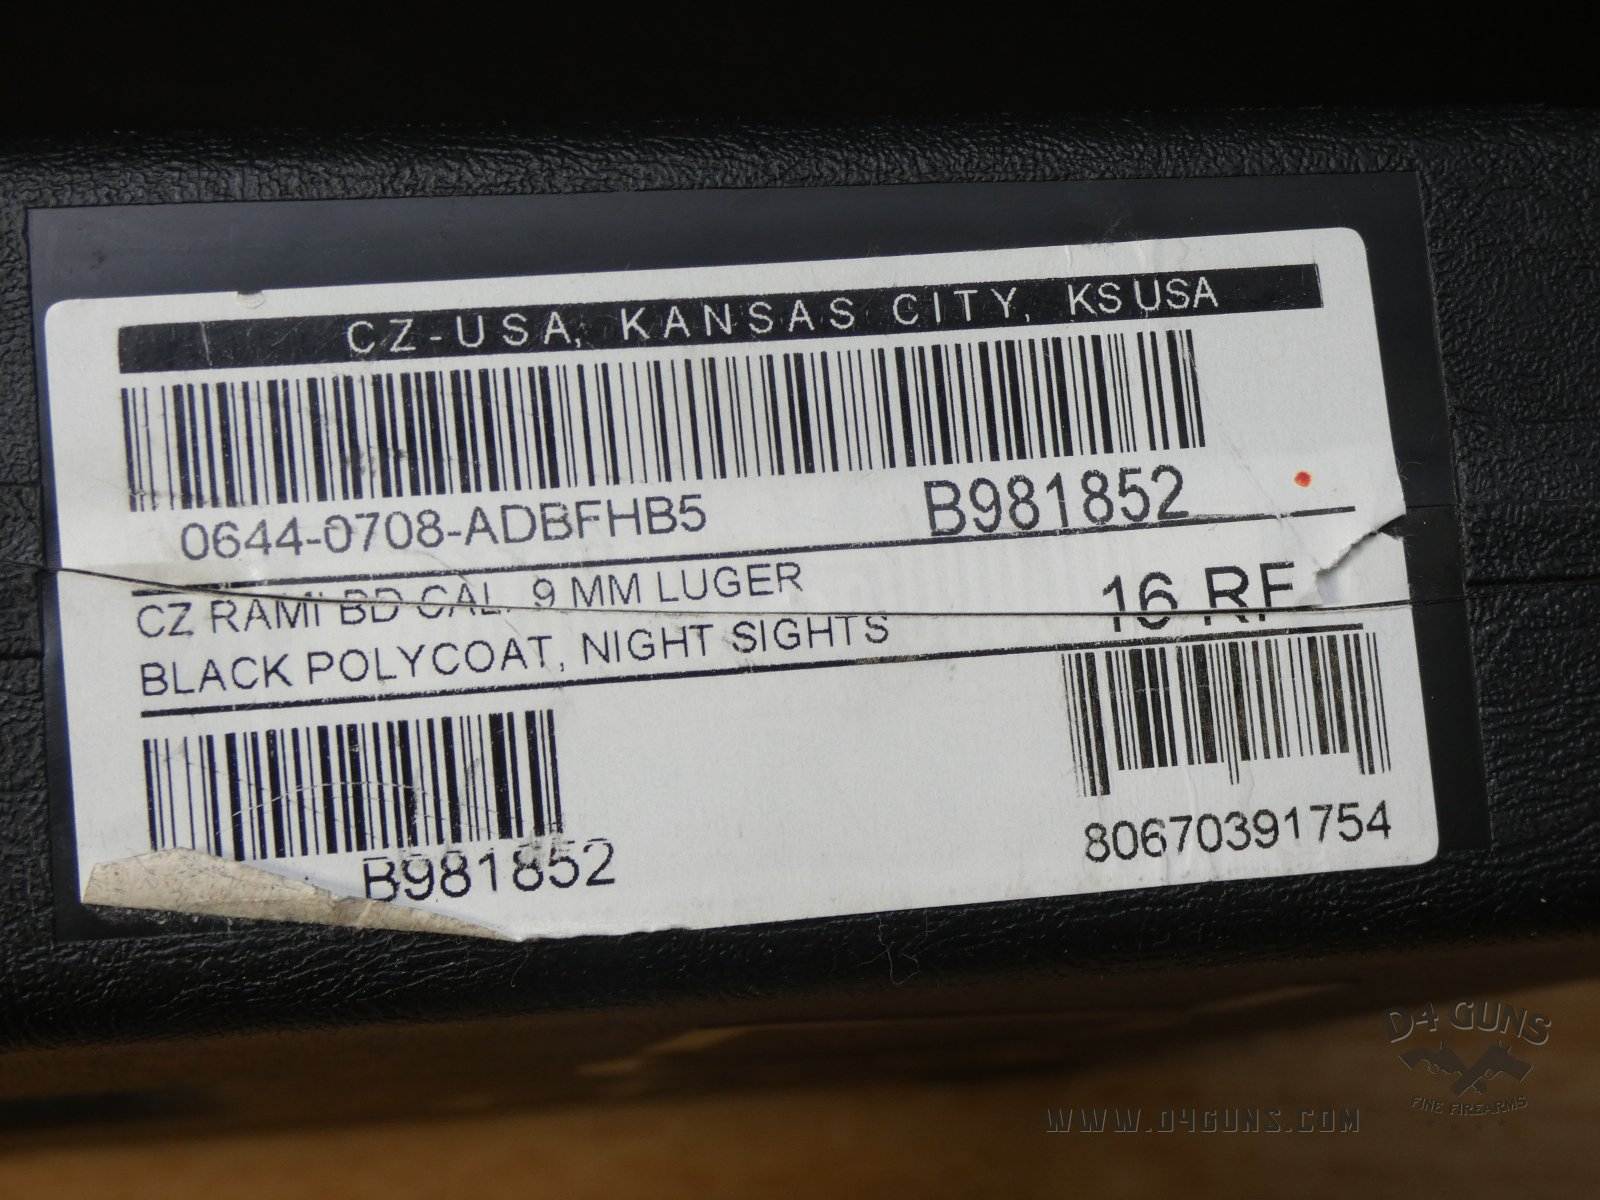 CZ-USA, KANSAS CITY, KS USA
0644-0708-ADBFHB5 B981852
CZ RAMI BD CAL. 9 MM LUGER 16 RF
BLACK POLYCOAT, NIGHT SIGHTS
B981852 80670391754
D4 GUNS
FINE FIREARMS
WWW.D4GUNS.COM